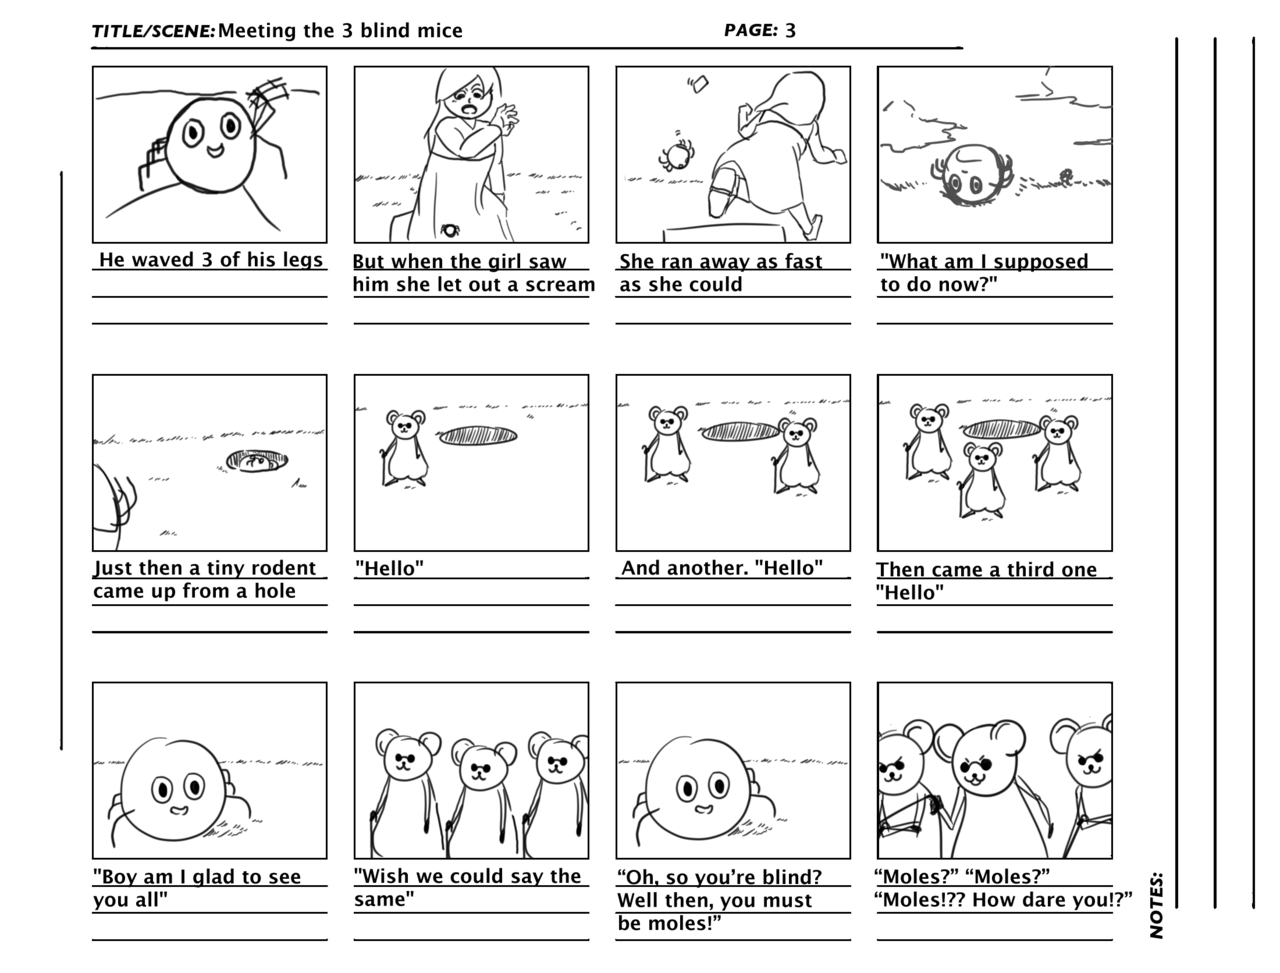 TITLE/SCENE: Meeting the 3 blind mice
PAGE: 3
He waved 3 of his legs
But when the girl saw
him she let out a scream
She ran away as fast
as she could
"What am I supposed
to do now?"
Just then a tiny rodent
came up from a hole
"Hello"
And another. "Hello"
Then came a third one
"Hello"
"Boy am I glad to see
you all"
"Wish we could say the
same"
“Oh, so you’re blind?
Well then, you must
be moles!”
“Moles?” “Moles?”
“Moles!?? How dare you!?”
NOTES: